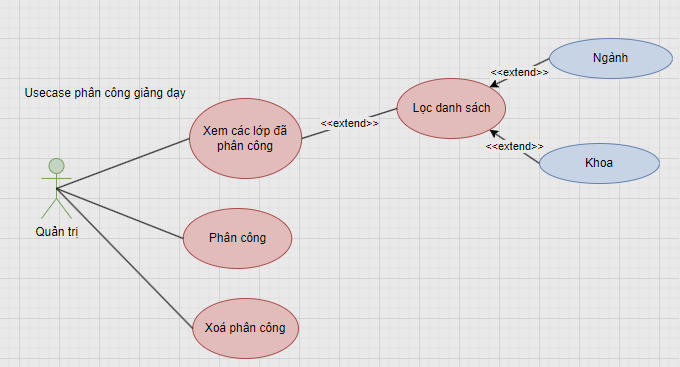 Usecase phân công giảng dạy
Quản trị
Xem các lớp đã
phân công
<<extend>>
Lọc danh sách
<<extend>>
Ngành
<<extend>>
Khoa
Phân công
Xoá phân công